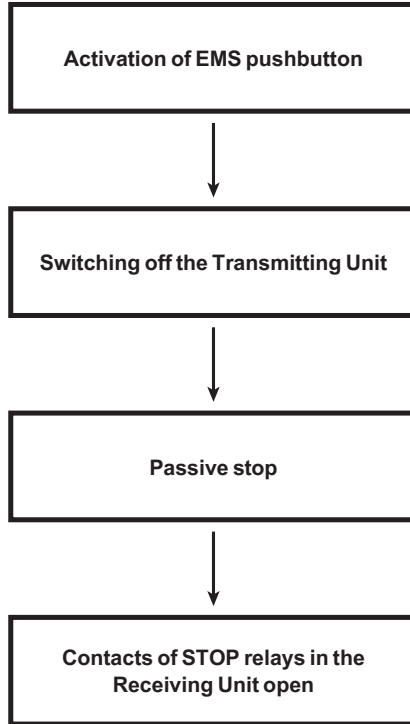 Activation of EMS pushbutton
Switching off the Transmitting Unit
Passive stop
Contacts of STOP relays in the
Receiving Unit open